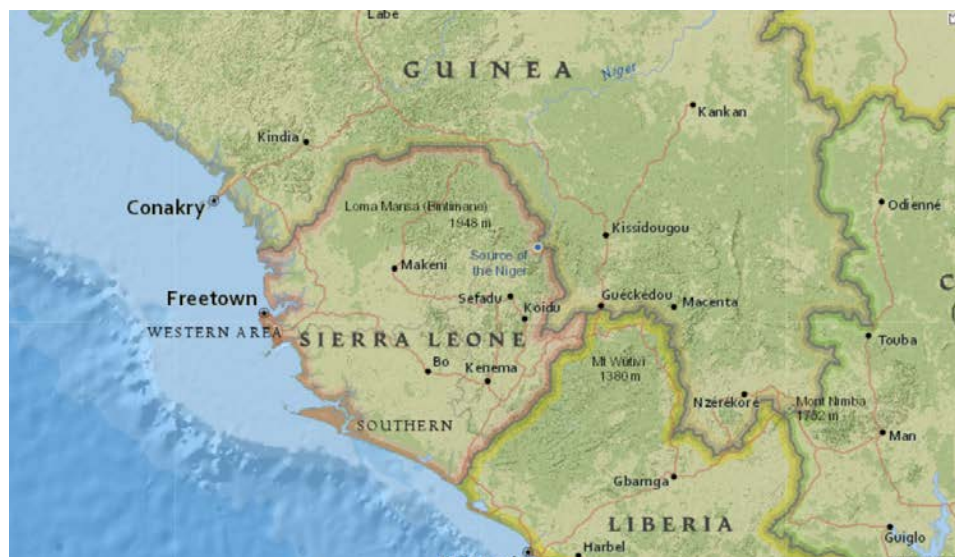 Labé
GUINEA
Niger
Kankan
Kindia
Conakry
Odienné
Loma Mansa (Bintimane)
1948 m
Kissidougou
Source of
the Niger
Makeni
Sefadu
Guéckédou
Macenta
Freetown
Koidu
WESTERN AREA
SIERRA LEONE
Touba
Mt Wutivi
1380 m
Bo
Kenema
Nzérékoré
Mont Nimba
1752 m
SOUTHERN
Man
Gbarnga
LIBERIA
Guiglo
Harbel